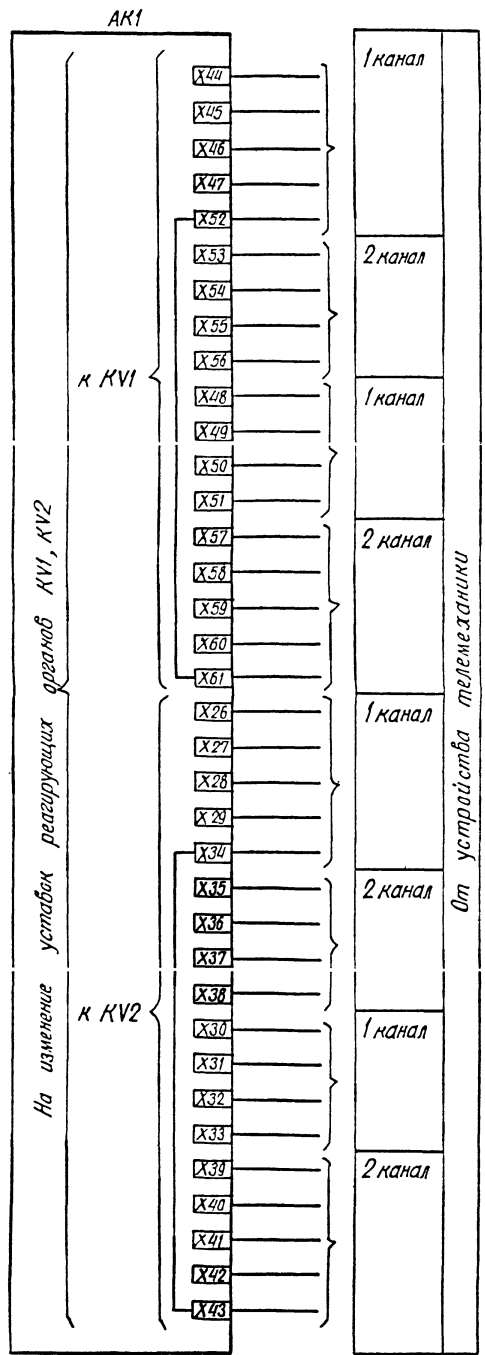 АК1
На изменение уставок реагирующих органов KV1, KV2
к KV1
X44
X45
X46
X47
X52
X53
X54
X55
X56
X48
X49
X50
X51
X57
X58
X59
X60
X61
к KV2
X26
X27
X28
X29
X34
X35
X36
X37
X38
X30
X31
X32
X33
X39
X40
X41
X42
X43
1 канал
2 канал
1 канал
2 канал
1 канал
2 канал
1 канал
2 канал
От устройства телемеханики